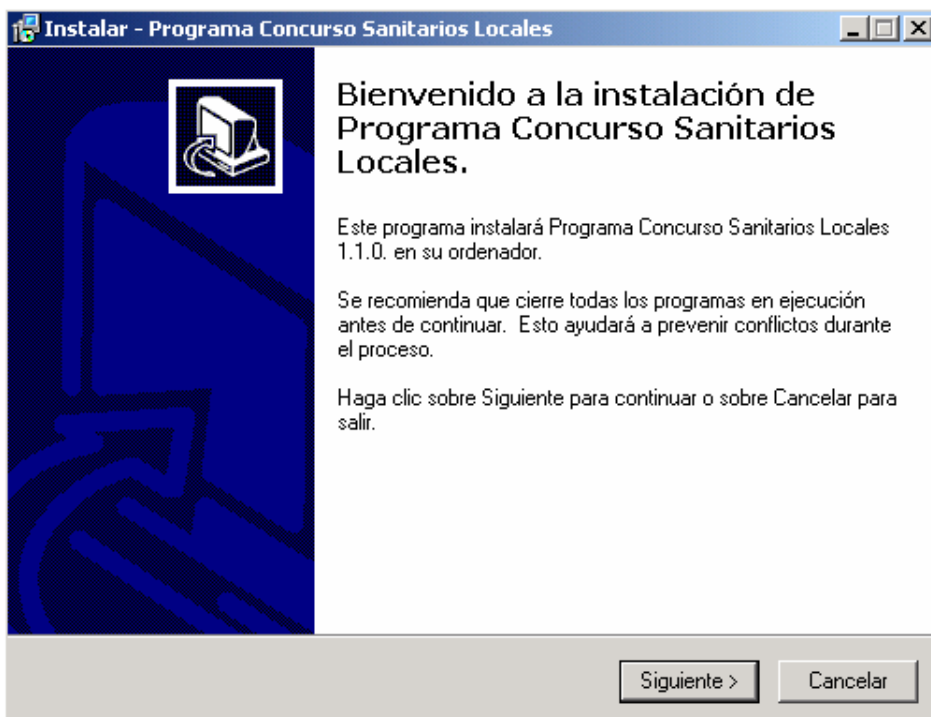 Instalar - Programa Concurso Sanitarios Locales
Bienvenido a la instalación de
Programa Concurso Sanitarios
Locales.
Este programa instalará Programa Concurso Sanitarios Locales
1.1.0. en su ordenador.
Se recomienda que cierre todas los programas en ejecución
antes de continuar.  Esto ayudará a prevenir conflictos durante
el proceso.
Haga clic sobre Siguiente para continuar o sobre Cancelar para
salir.
Siguiente > Cancelar